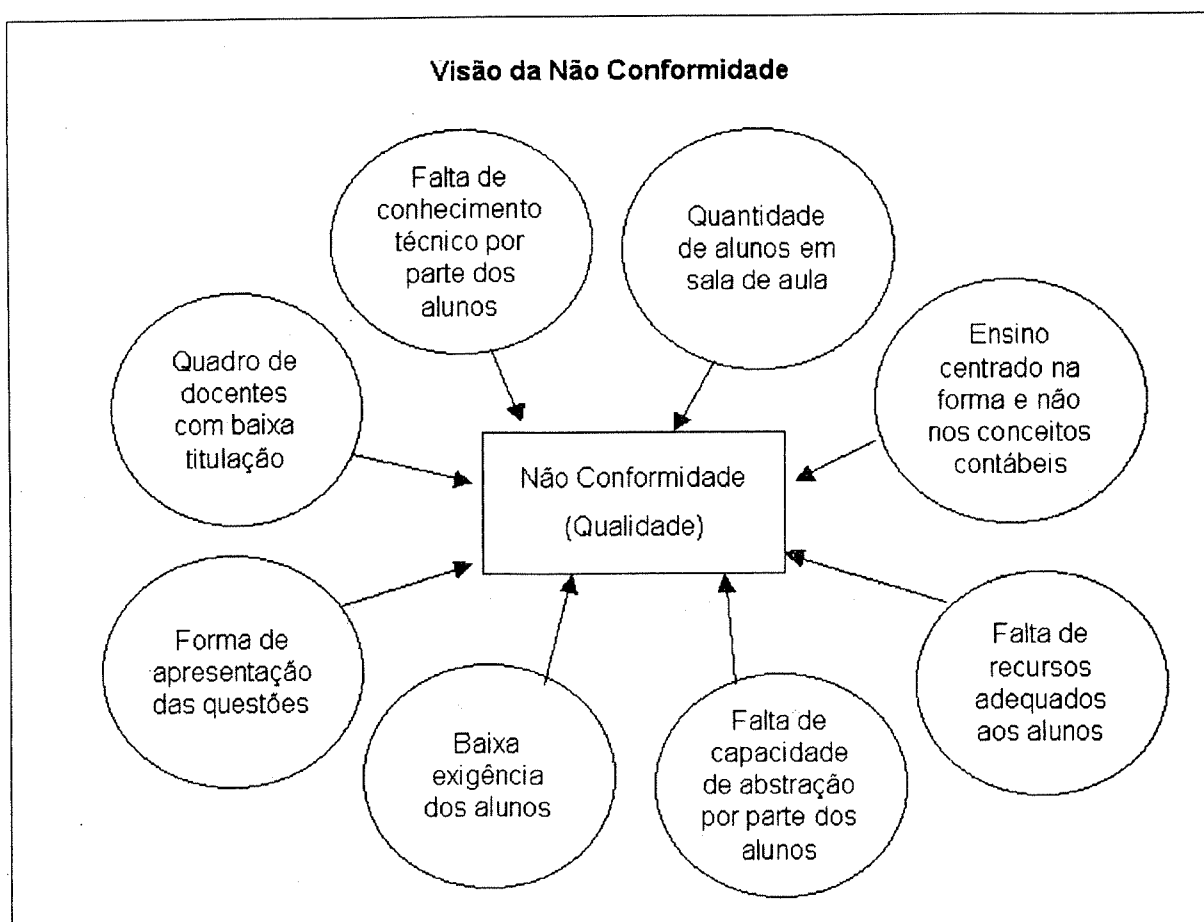 Visão da Não Conformidade
Falta de
conhecimento
técnico por
parte dos
alunos
Quantidade
de alunos em
sala de aula
Quadro de
docentes
com baixa
titulação
Ensino
centrado na
forma e não
nos conceitos
contábeis
Não Conformidade
(Qualidade)
Forma de
apresentação
das questões
Baixa
exigência
dos alunos
Falta de
capacidade
de abstração
por parte dos
alunos
Falta de
recursos
adequados
aos alunos